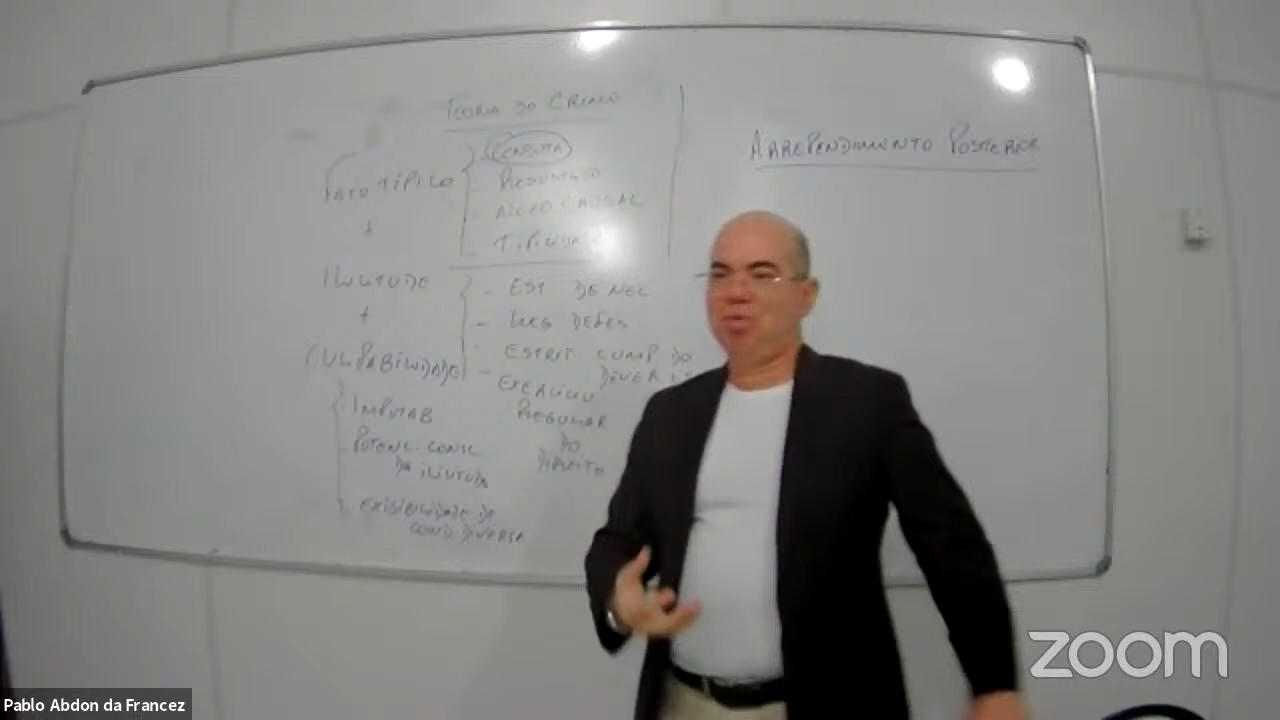 TEORIA DO CRIME
FATO TÍPICO
CONDUTA
- RESULTADO
- NEXO CAUSAL
- TIPICIDA
+
ILICITUDE
- EST DE NEC
- LEG DEFES
+
- ESTRIT CUMP DO
DEVER
CULPABILIDADE
- EXERCÍCIO
REGULAR
DO
DIREITO
IMPUTAB
POTENC. CONSC
DA ILICITUDE
EXIGIBILIDADE DE
COND. DIVERSA
ARREPENDIMENTO POSTERIOR
zoom
Pablo Abdon da Francez